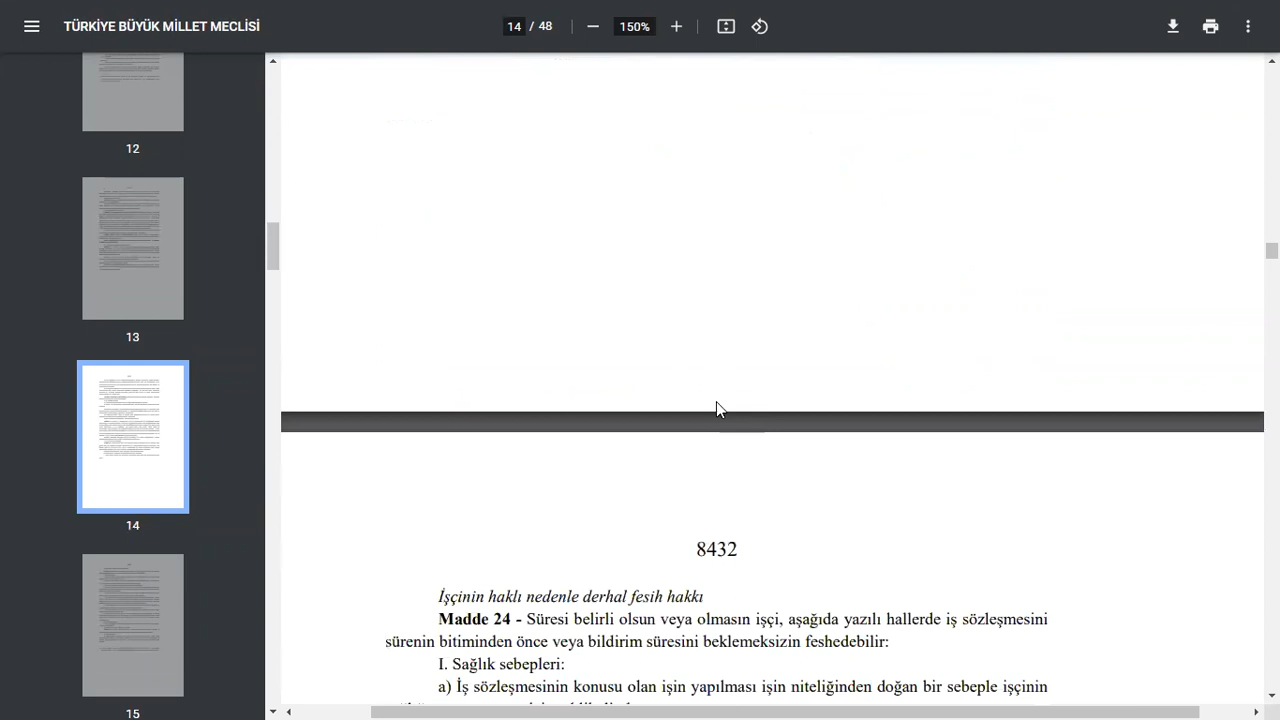 TÜRKİYE BÜYÜK MİLLET MECLİSİ
14 / 48
150%
12
13
14
15
8432
İşçinin haklı nedenle derhal fesih hakkı
Madde 24 - Süresi belirli olsun veya olmasın işçi, aşağıda yazılı hallerde iş sözleşmesini
sürenin bitiminden önce veya bildirim süresini beklemeksizin feshedebilir:
I. Sağlık sebepleri:
a) İş sözleşmesinin konusu olan işin yapılması işin niteliğinden doğan bir sebeple işçinin